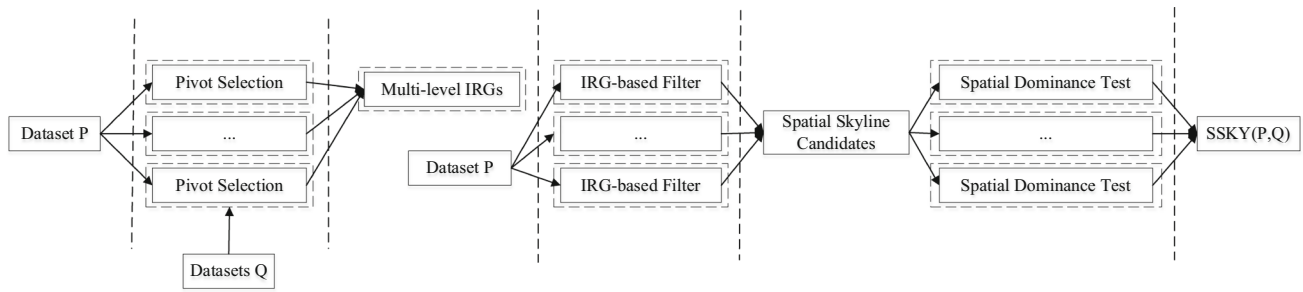 Dataset P
Pivot Selection
...
Pivot Selection
Datasets Q
Multi-level IRGs
Dataset P
IRG-based Filter
...
IRG-based Filter
Spatial Skyline
Candidates
Spatial Dominance Test
...
Spatial Dominance Test
SSKY(P,Q)